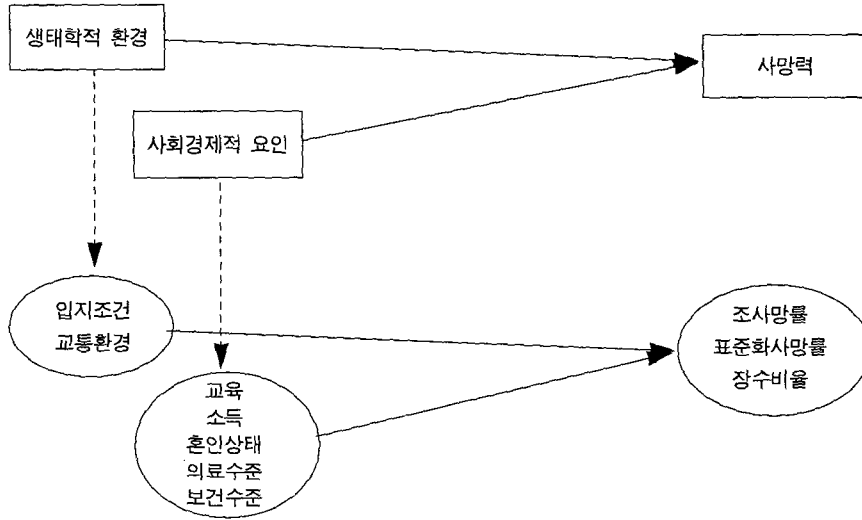 생태학적 환경
사망력
사회경제적 요인
입지조건
교통환경
조사망률
표준화사망률
장수비율
교육
소득
혼인상태
의료수준
보건수준